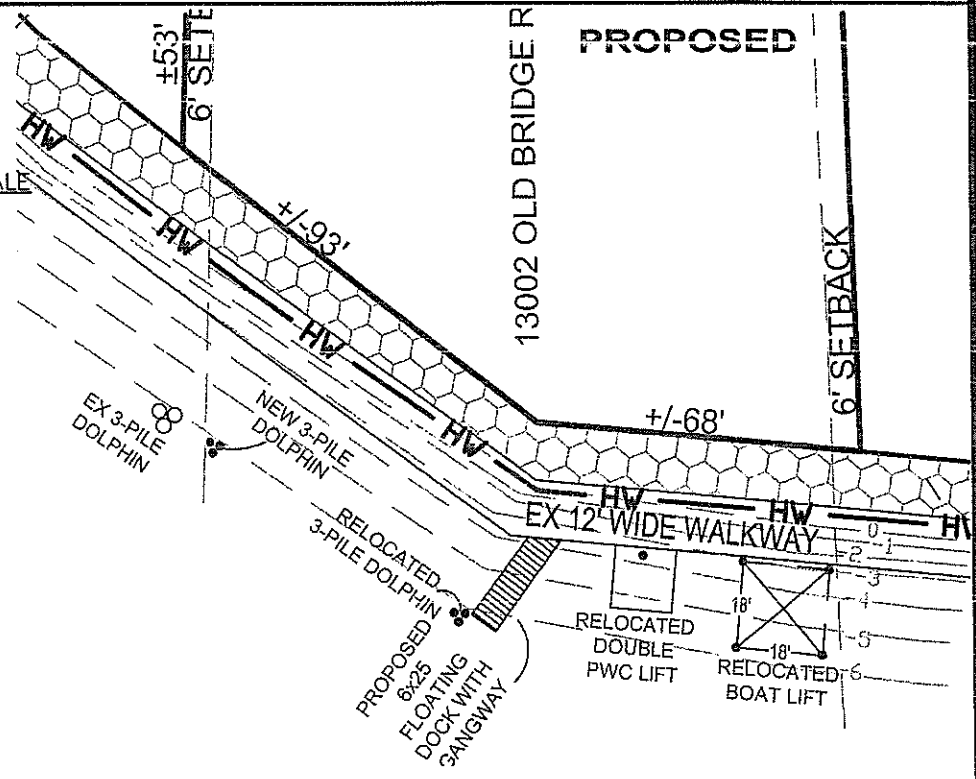 PROPOSED
±53'
6' SETB
13002 OLD BRIDGE R
ALE
HW
+/-93'
HW
6' SETBACK
HW
EX 3-PILE
DOLPHIN
NEW 3-PILE
DOLPHIN
+/-68'
HW
HW
HW
HW
EX 12' WIDE WALKWAY
0
-1
-2
-3
-4
-5
-6
RELOCATED
3-PILE DOLPHIN
PROPOSED
6x25
FLOATING
DOCK WITH
GANGWAY
RELOCATED
DOUBLE
PWC LIFT
18'
18'
RELOCATED
BOAT LIFT